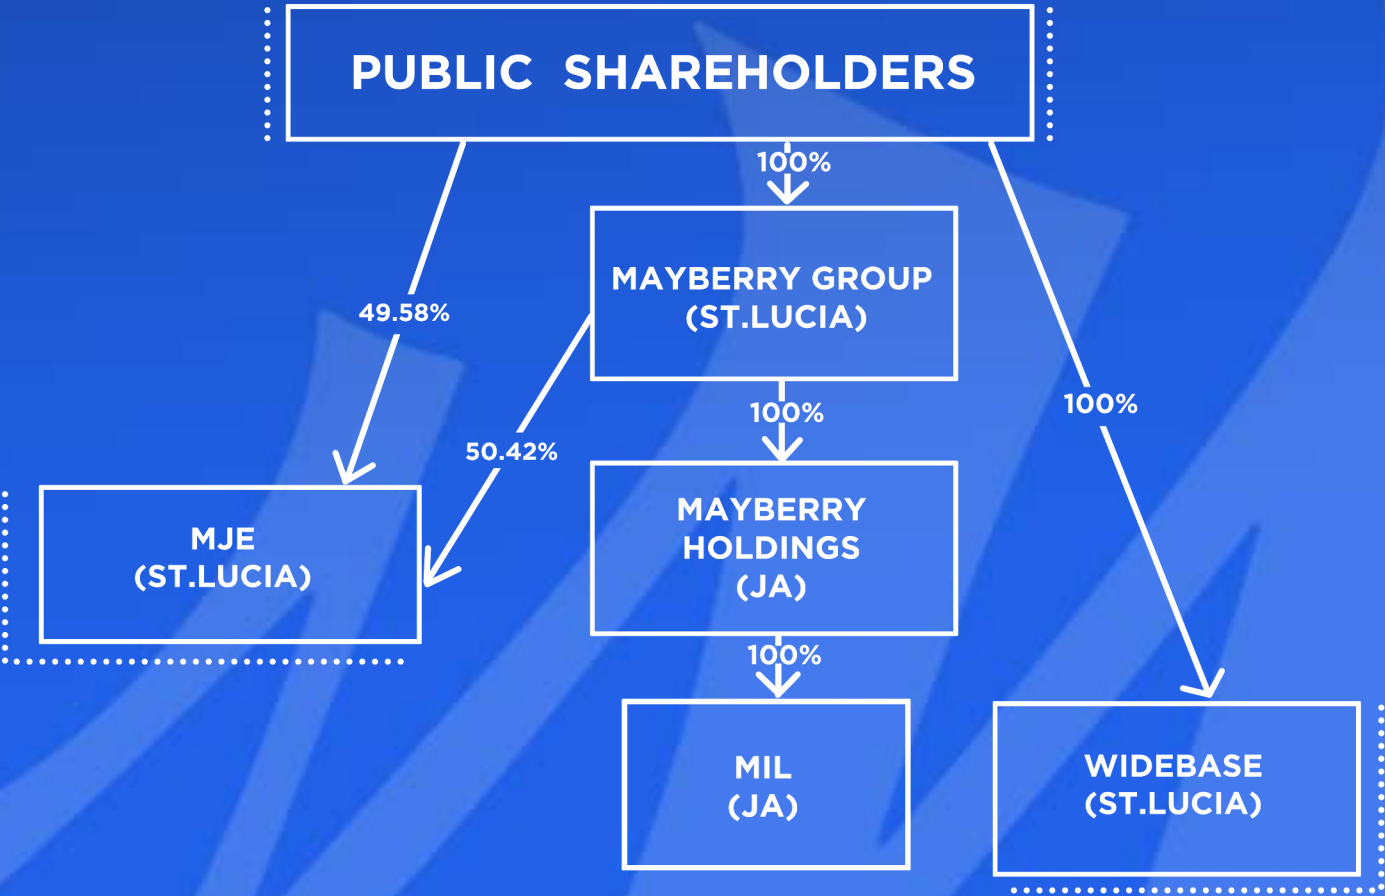 PUBLIC SHAREHOLDERS
100%
MAYBERRY GROUP
(ST.LUCIA)
49.58%
100%
100%
50.42%
MAYBERRY
HOLDINGS
(JA)
MJE
(ST.LUCIA)
100%
MIL
(JA)
WIDEBASE
(ST.LUCIA)